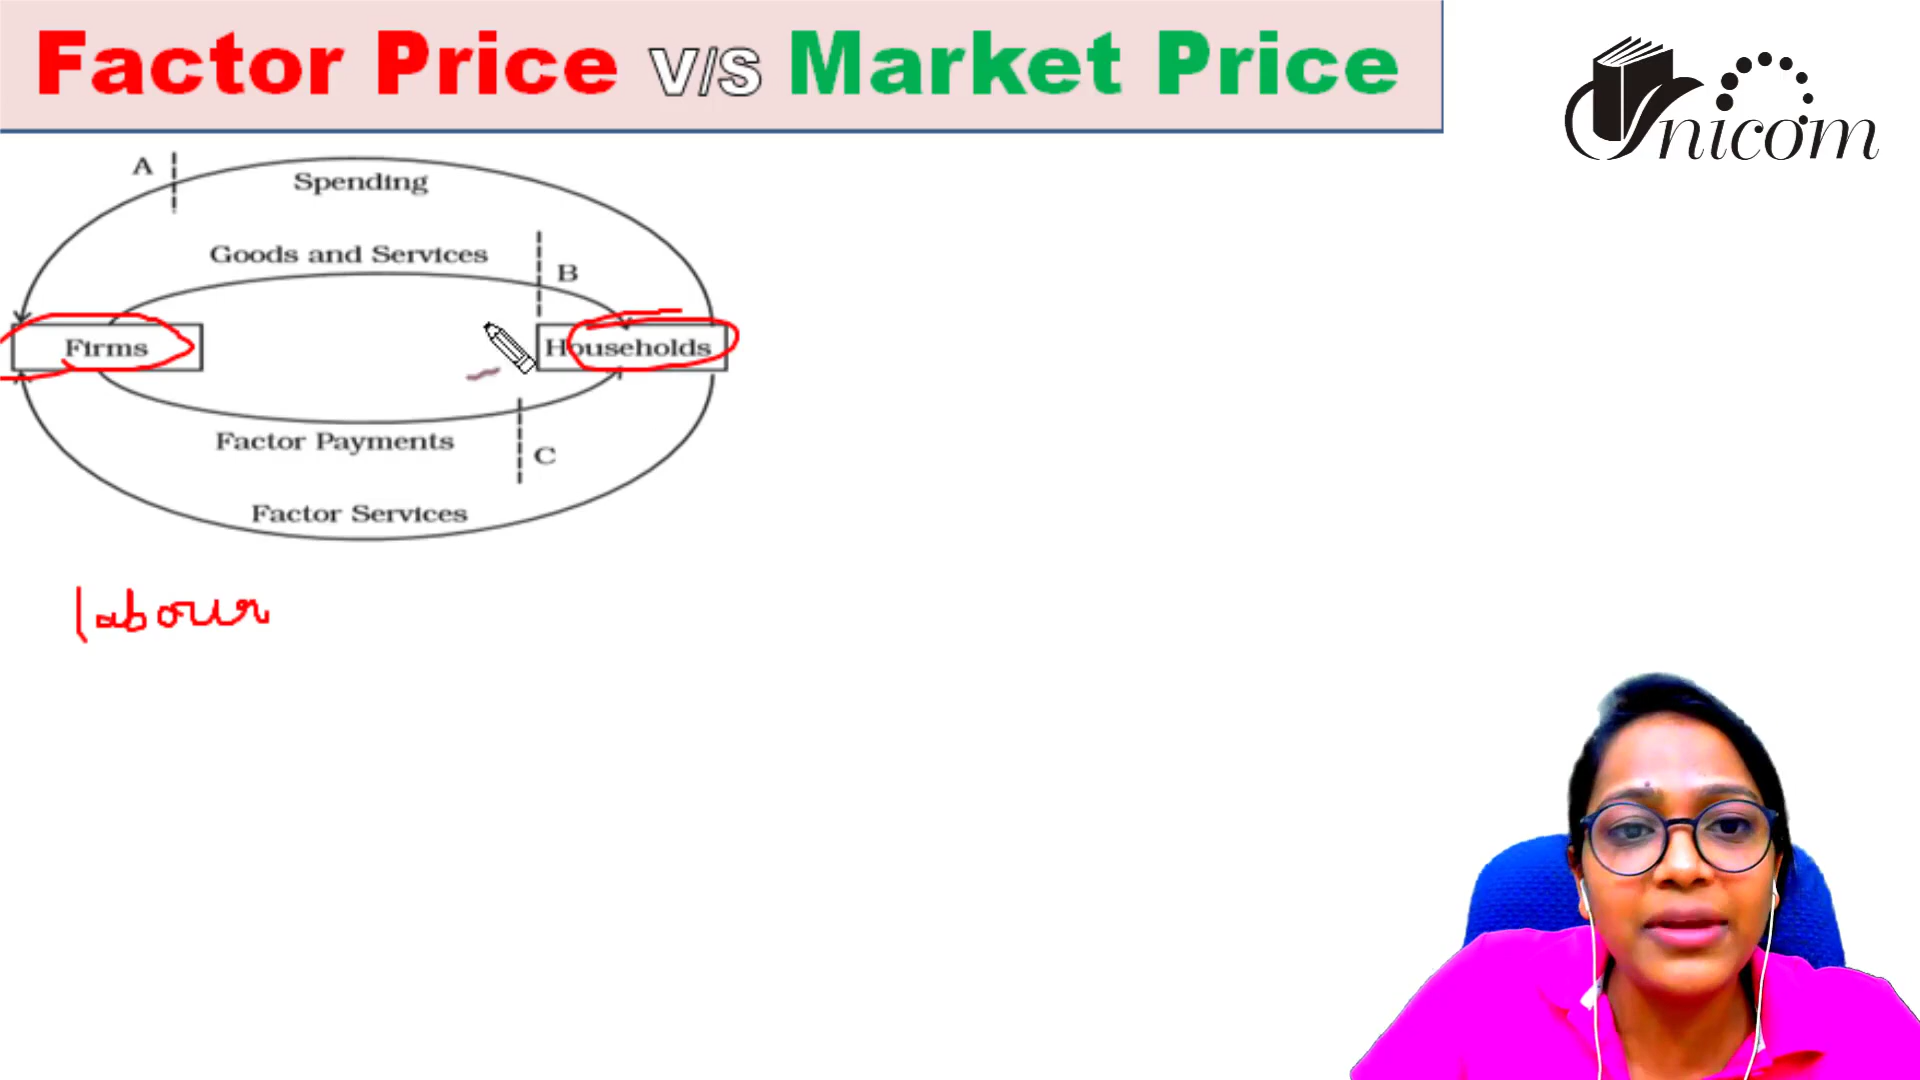 Factor Price V/S Market Price
Unicom
A
Spending
Goods and Services
B
Firms
Households
Factor Payments
C
Factor Services
labour